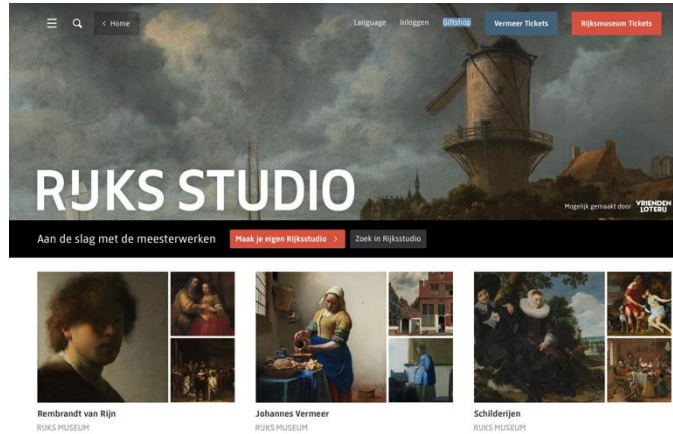 < Home
Language Inloggen Giftshop Vermeer Tickets Rijksmuseum Tickets
RIJKS STUDIO
Mogelijk gemaakt door VRIENDEN LOTERIJ
Aan de slag met de meesterwerken Maak je eigen Rijksstudio > Zoek in Rijksstudio
Rembrandt van Rijn Johannes Vermeer Schilderijen
RIJKS MUSEUM RIJKS MUSEUM RIJKS MUSEUM